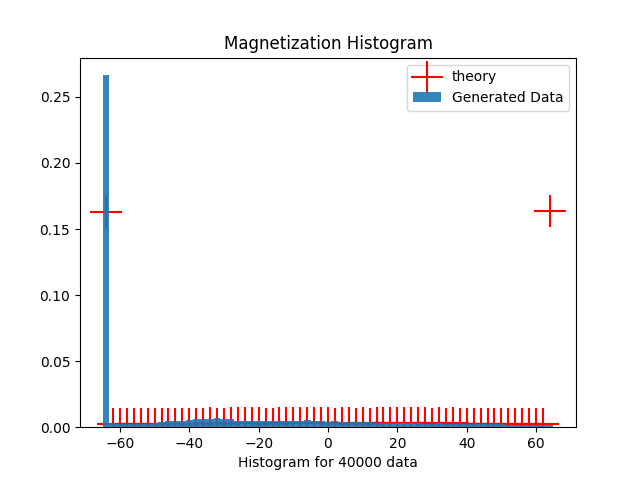 Magnetization Histogram
theory
Generated Data
0.25
0.20
0.15
0.10
0.05
0.00
−60 −40 −20 0 20 40 60
Histogram for 40000 data